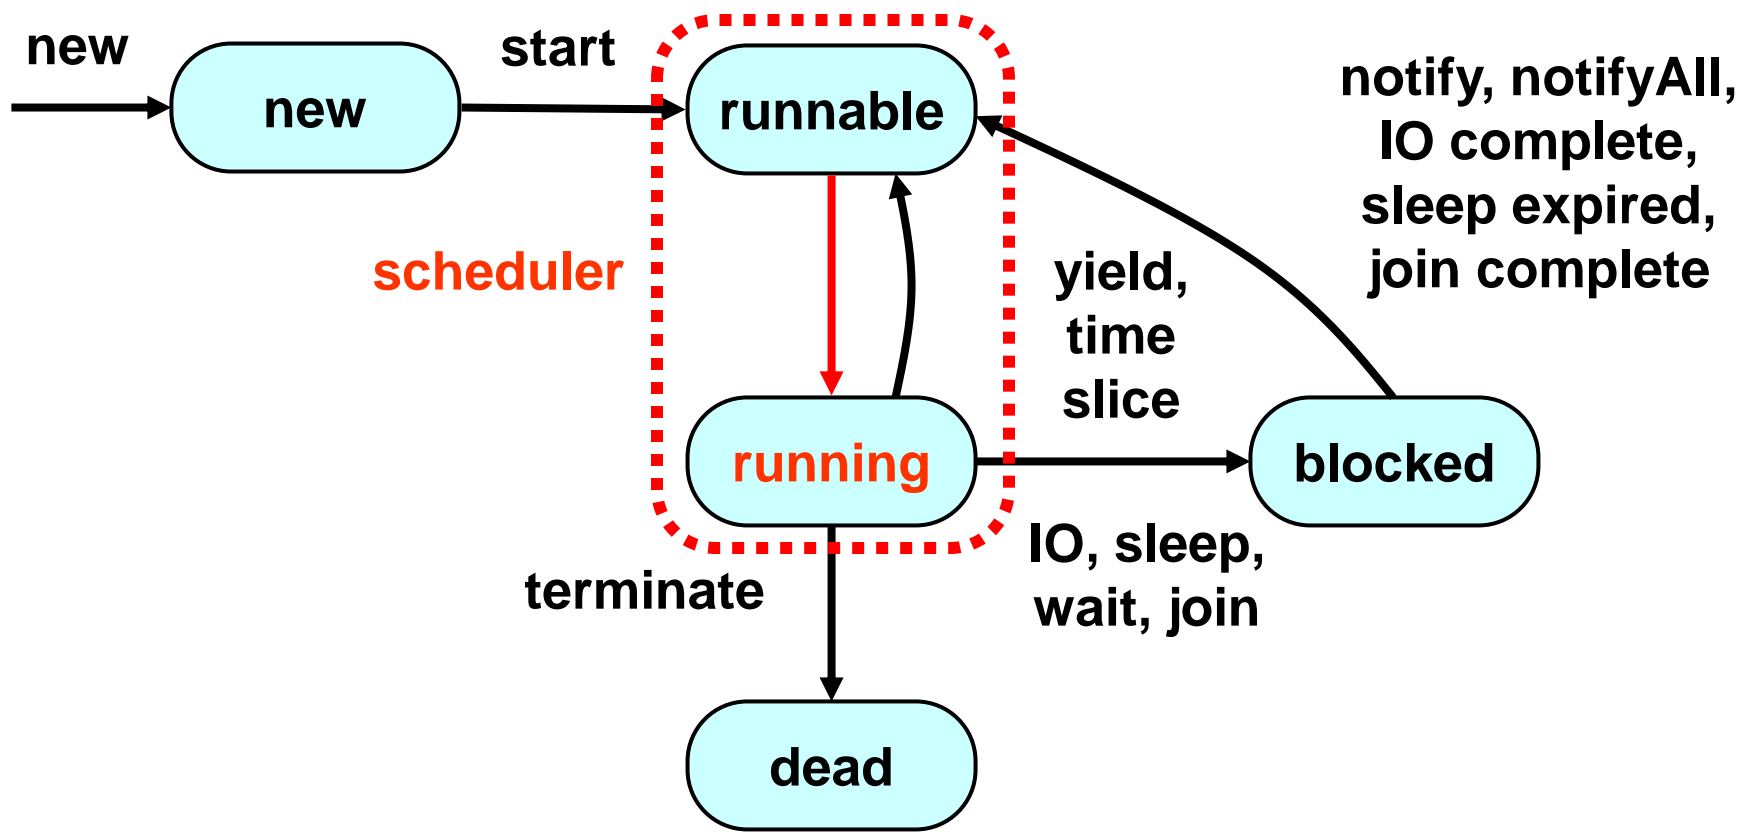 new
new
start
runnable
notify, notifyAll,
IO complete,
sleep expired,
join complete
scheduler
yield,
time
slice
running
blocked
IO, sleep,
wait, join
terminate
dead